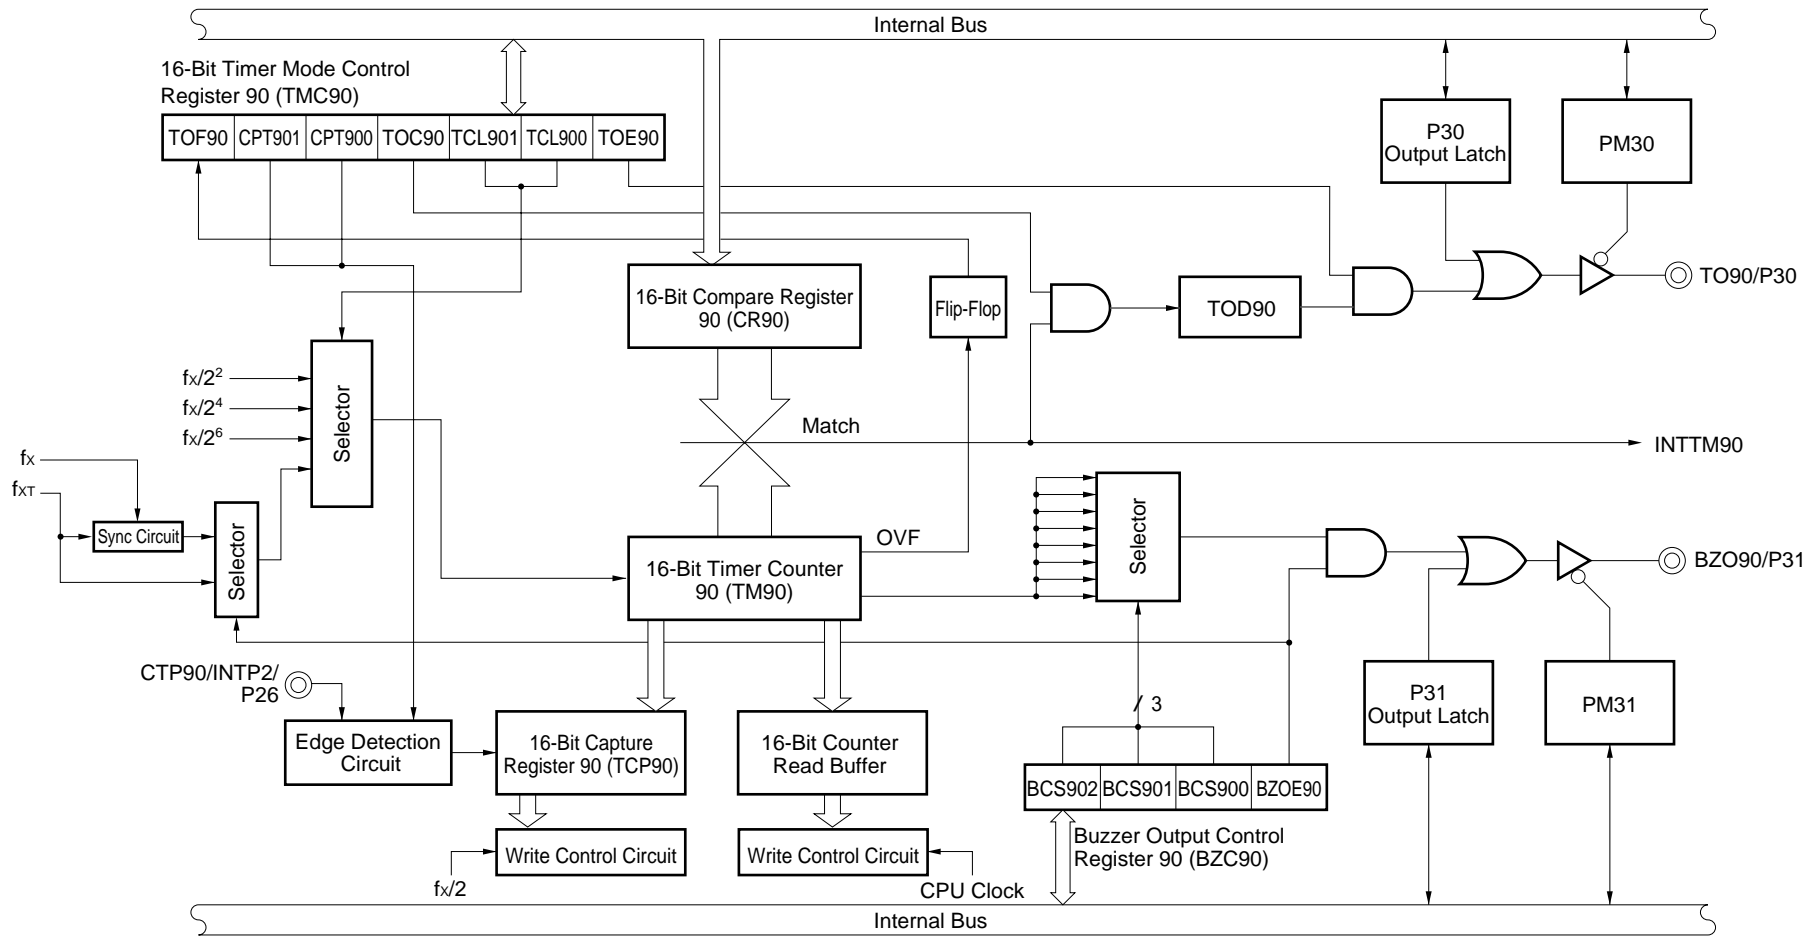 Internal Bus
16-Bit Timer Mode Control
Register 90 (TMC90)
TOF90 CPT901 CPT900 TOC90 TCL901 TCL900 TOE90
P30
Output Latch
PM30
16-Bit Compare Register
90 (CR90)
Flip-Flop
TOD90
TO90/P30
fX/2²
fX/2⁴
fX/2⁶
Selector
Match
INTTM90
fX
fXT
Sync Circuit
Selector
OVF
16-Bit Timer Counter
90 (TM90)
Selector
BZO90/P31
CTP90/INTP2/
P26
Edge Detection
Circuit
16-Bit Capture
Register 90 (TCP90)
16-Bit Counter
Read Buffer
3
P31
Output Latch
PM31
BCS902 BCS901 BCS900 BZOE90
Write Control Circuit
Write Control Circuit
Buzzer Output Control
Register 90 (BZC90)
fX/2
CPU Clock
Internal Bus